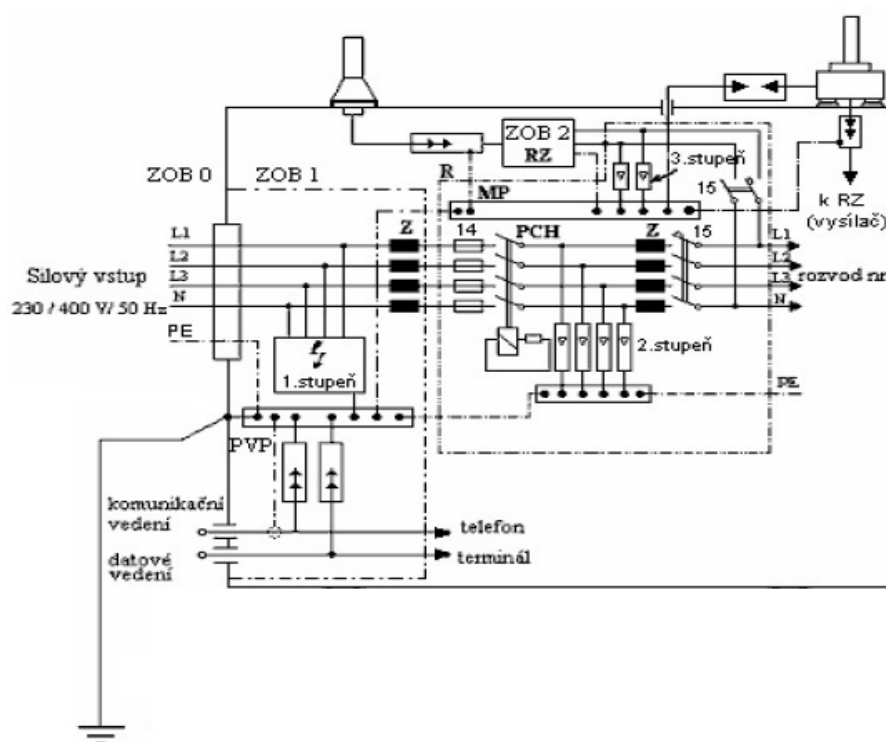 ZOB 0
ZOB 1
ZOB 2
RZ
R
3.stupeň
MP
15
k RZ
(vysílač)
L1
L2
L3
N
Silový vstup
230 / 400 V/ 50 Hz
PE
Z
14
PCH
Z
15
L1
L2
L3
N
rozvod nn
1.stupeň
2.stupeň
PE
PVP
komunikační
vedení
telefon
datové
vedení
terminál